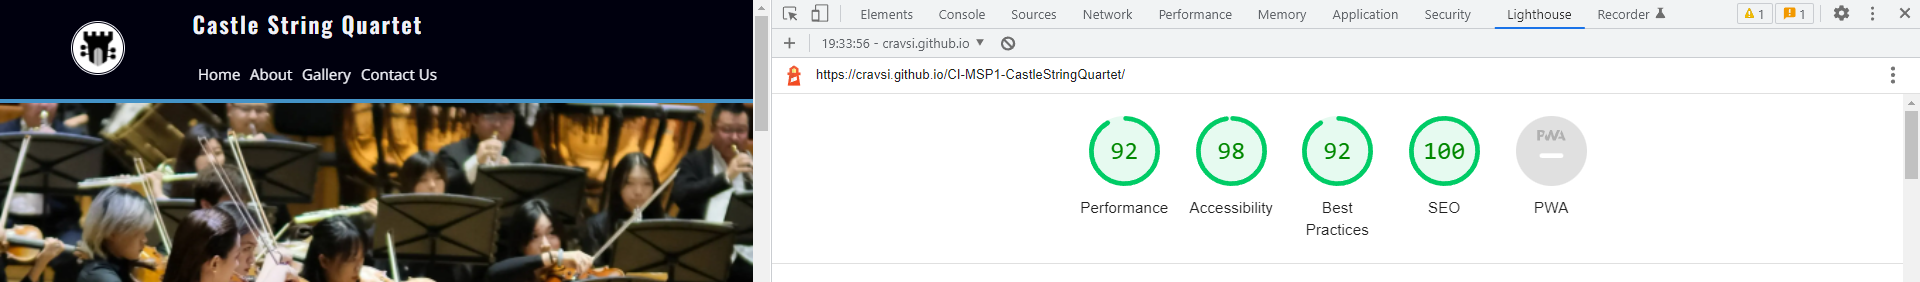 Castle String Quartet
Home About Gallery Contact Us
Elements Console Sources Network Performance Memory Application Security Lighthouse Recorder 1 1
19:33:56 - cravsi.github.io
https://cravsi.github.io/CI-MSP1-CastleStringQuartet/
92 98 92 100 PWA
Performance Accessibility Best Practices SEO PWA